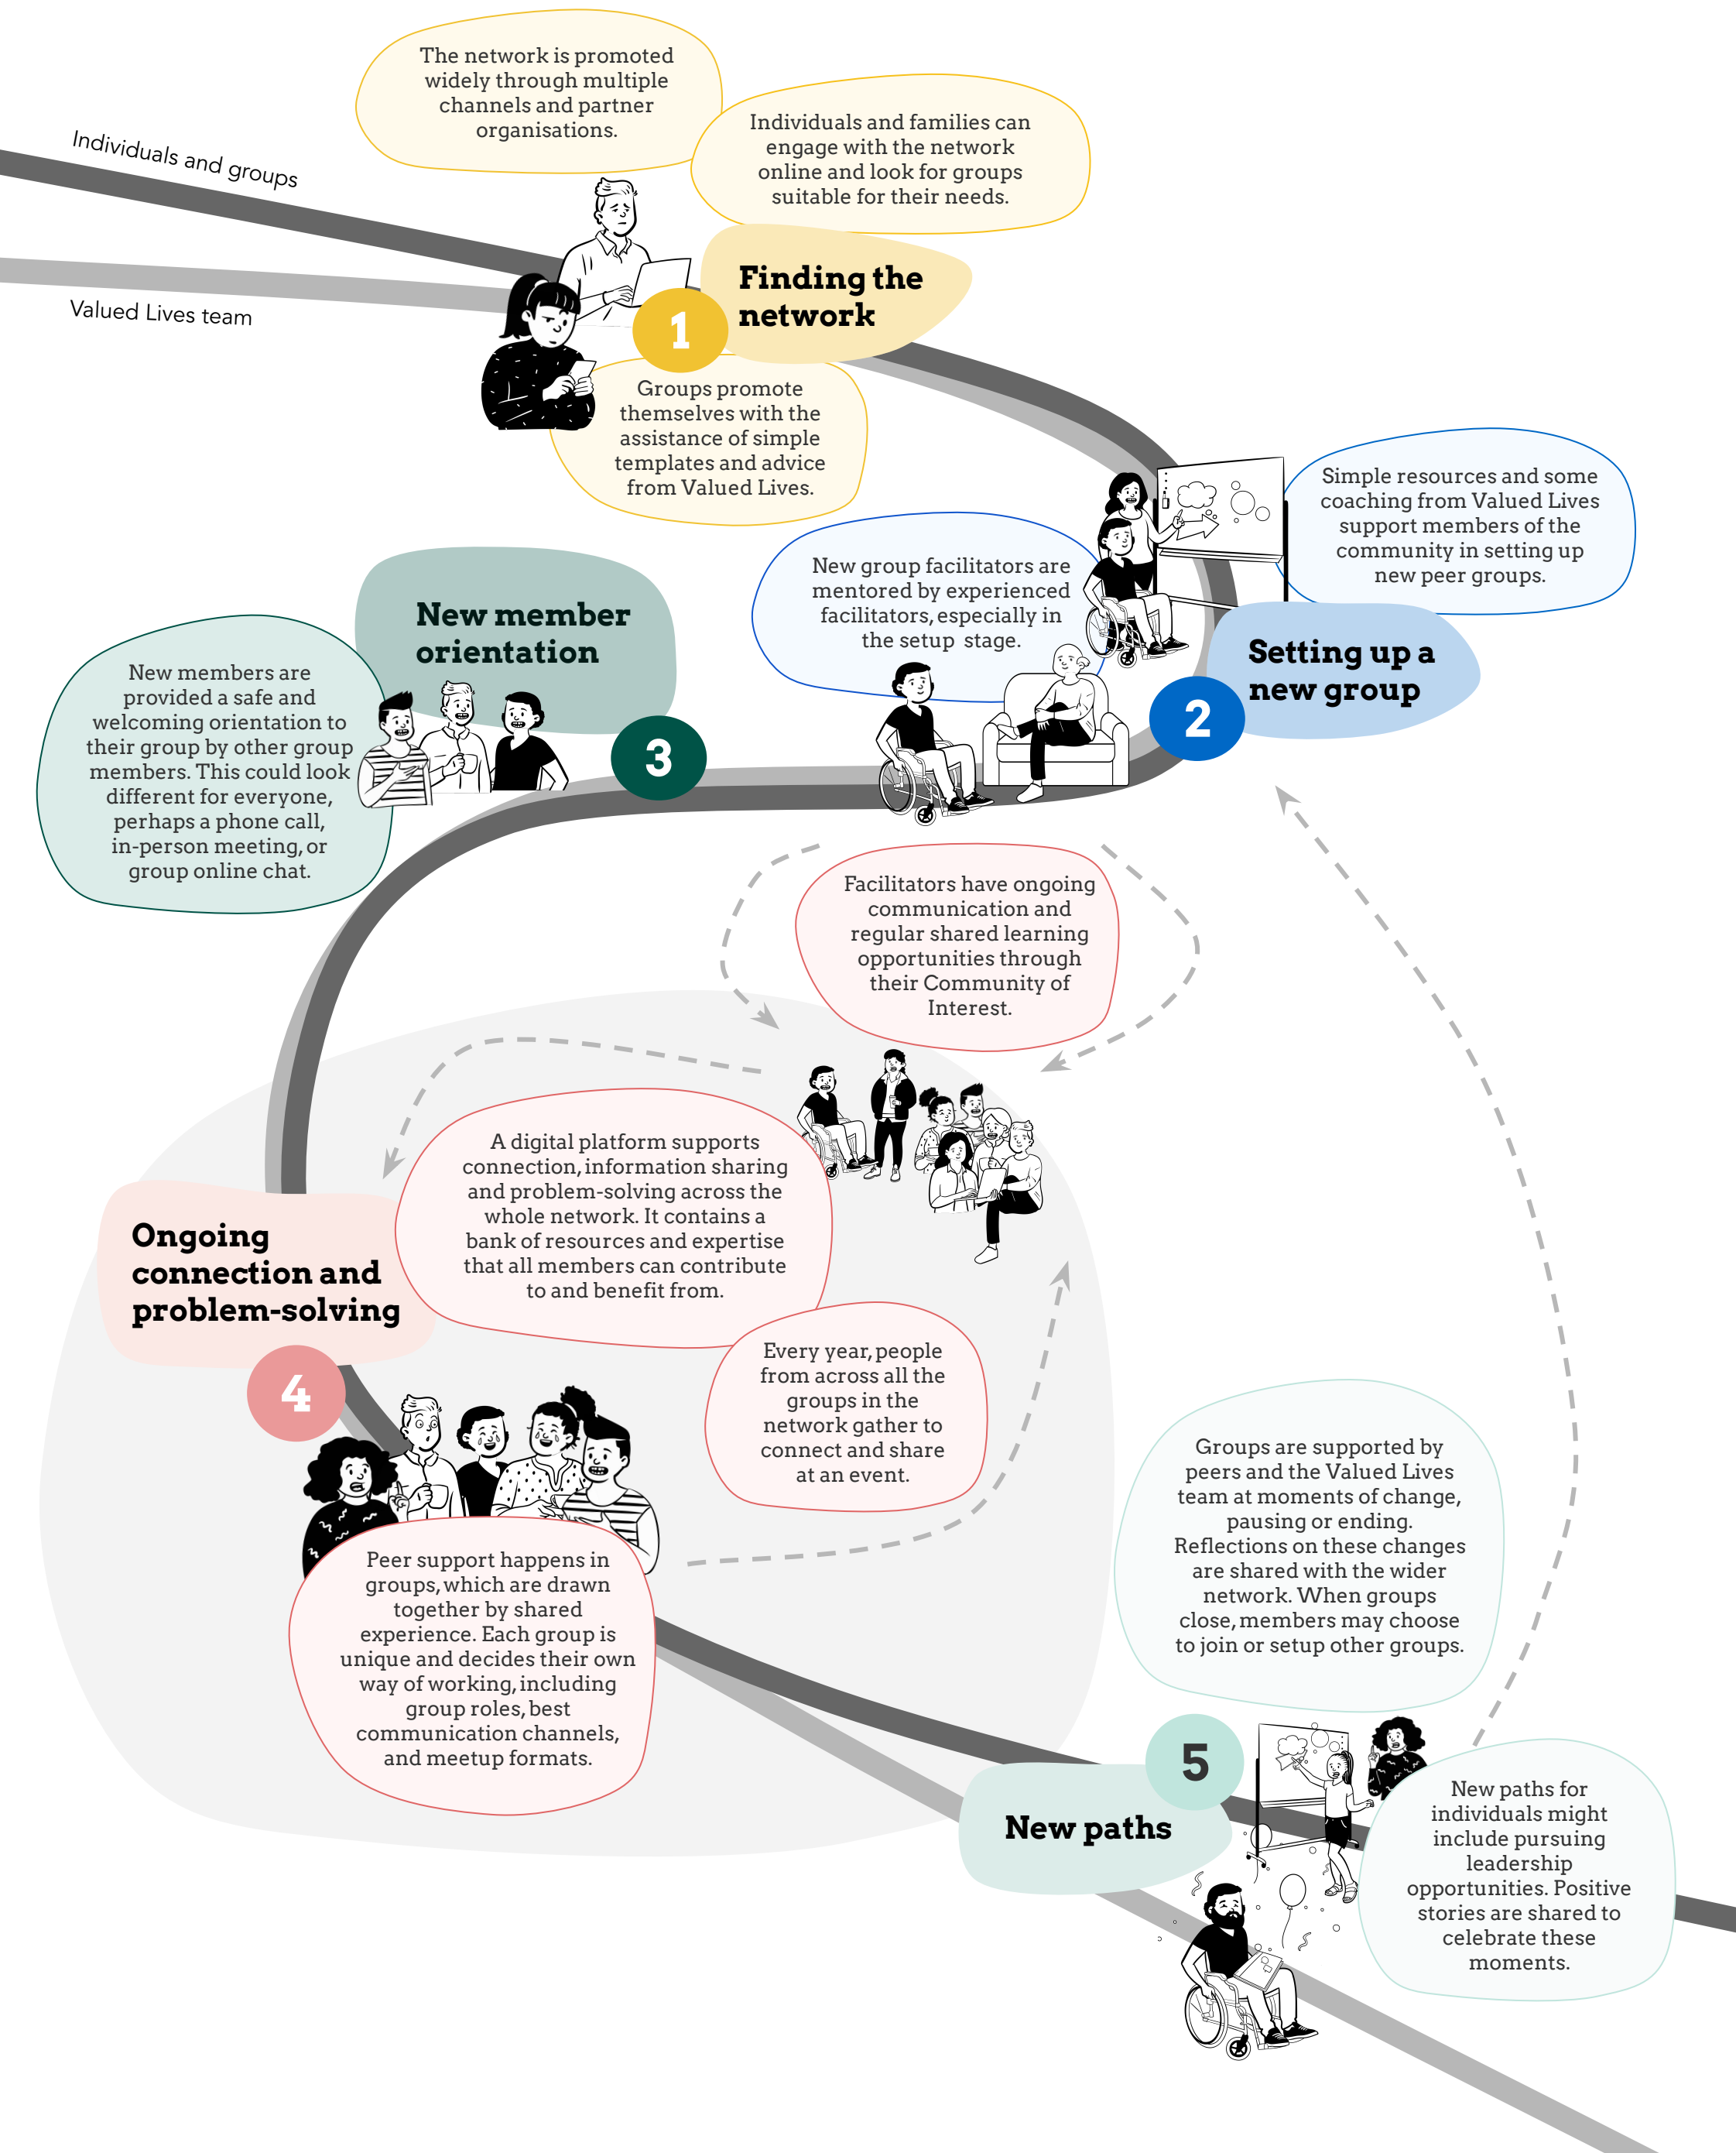 The network is promoted
widely through multiple
channels and partner
organisations.
Individuals and families can
engage with the network
online and look for groups
suitable for their needs.
Individuals and groups
Valued Lives team
1
Finding the
network
Groups promote
themselves with the
assistance of simple
templates and advice
from Valued Lives.
Simple resources and some
coaching from Valued Lives
support members of the
community in setting up
new peer groups.
New group facilitators are
mentored by experienced
facilitators, especially in
the setup stage.
Setting up a
new group
2
New member
orientation
3
New members are
provided a safe and
welcoming orientation to
their group by other group
members. This could look
different for everyone,
perhaps a phone call,
in-person meeting, or
group online chat.
Facilitators have ongoing
communication and
regular shared learning
opportunities through
their Community of
Interest.
A digital platform supports
connection, information sharing
and problem-solving across the
whole network. It contains a
bank of resources and expertise
that all members can contribute
to and benefit from.
Ongoing
connection and
problem-solving
4
Every year, people
from across all the
groups in the
network gather to
connect and share
at an event.
Peer support happens in
groups, which are drawn
together by shared
experience. Each group is
unique and decides their own
way of working, including
group roles, best
communication channels,
and meetup formats.
Groups are supported by
peers and the Valued Lives
team at moments of change,
pausing or ending.
Reflections on these changes
are shared with the wider
network. When groups
close, members may choose
to join or setup other groups.
5
New paths
New paths for
individuals might
include pursuing
leadership
opportunities. Positive
stories are shared to
celebrate these
moments.